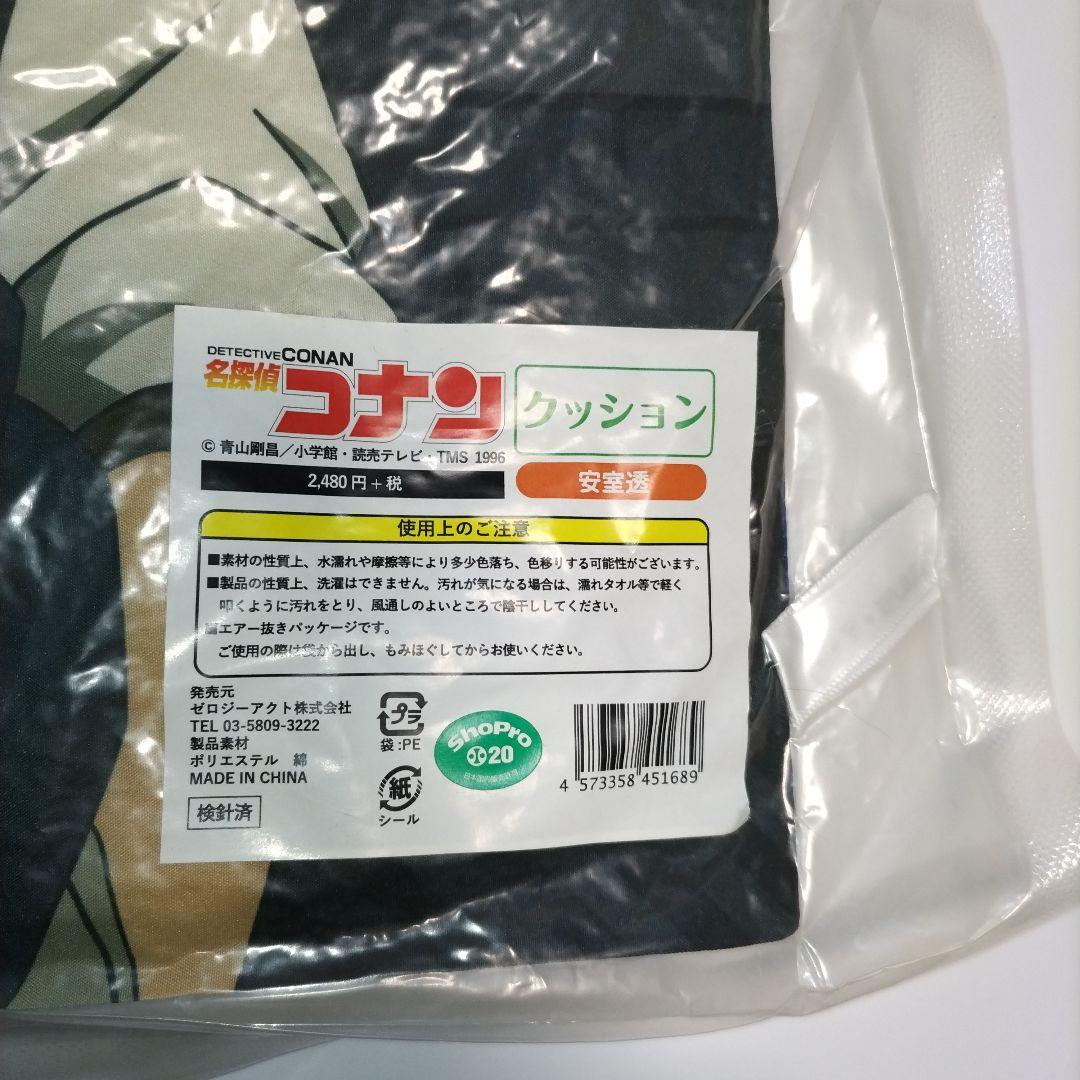 DETECTIVE CONAN
名探偵 コナン
クッション
© 青山剛昌／小学館・読売テレビ・TMS 1996
2,480 円＋税
安室透
使用上のご注意
■素材の性質上、水濡れや摩擦等により多少色落ち、色移りする可能性がございます。
■製品の性質上、洗濯はできません。汚れが気になる場合は、濡れタオル等で軽く
叩くように汚れをとり、風通しのよいところで陰干ししてください。
■エアー抜きパッケージです。
ご使用の際は袋から出し、もみほぐしてからお使いください。
発売元
ゼロジーアクト株式会社
TEL 03-5809-3222
製品素材
ポリエステル　綿
MADE IN CHINA
検針済
プラ
袋:PE
紙
シール
ShoPro
20
日本国内販売許諾
4 573358 451689